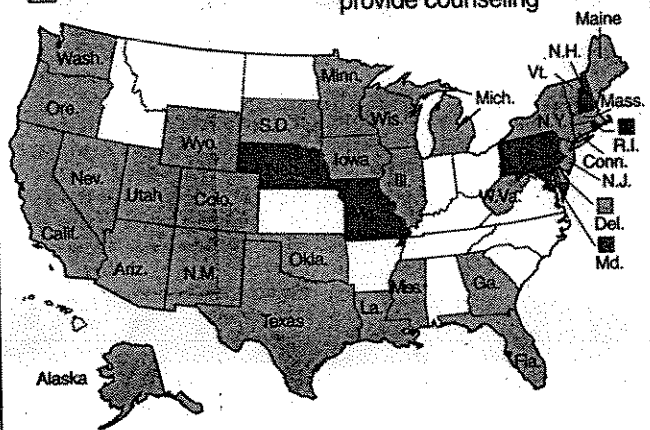 provide counseling
Maine
N.H.
Vt.
Wash.
Minn.
Mich.
Mass.
Ore.
S.D.
Wis.
N.Y.
R.I.
Wyo.
Iowa
Conn.
Nev.
Ill.
N.J.
Utah
Colo.
W.Va.
Del.
Calif.
Md.
Ariz.
N.M.
Okla.
Miss.
Ga.
Texas
La.
Fla.
Alaska